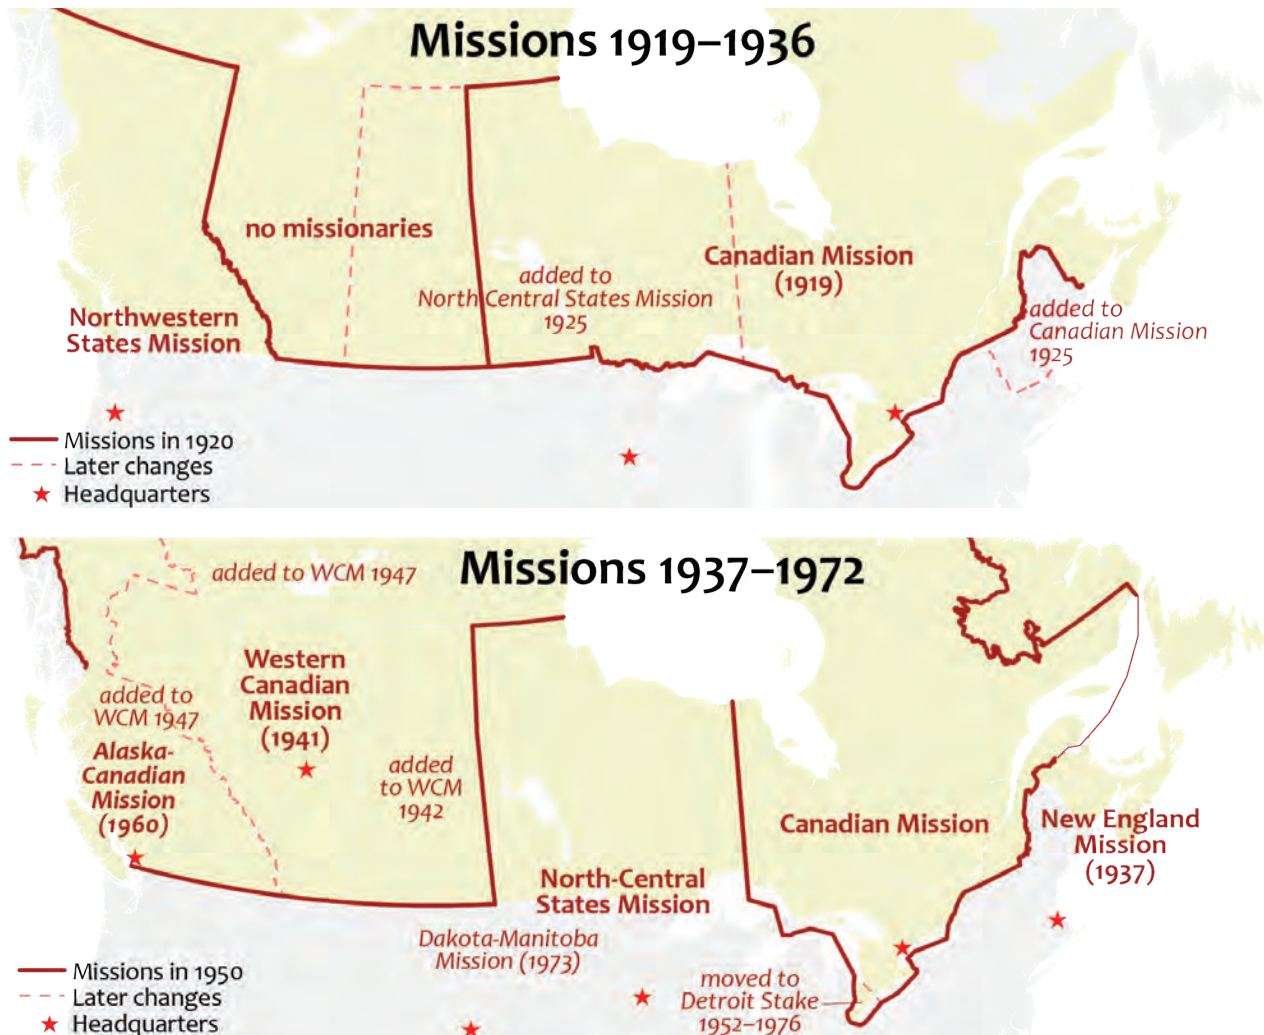 Missions 1919–1936
no missionaries
Canadian Mission
(1919)
added to
North Central States Mission
1925
Northwestern
States Mission
added to
Canadian Mission
1925
Missions in 1920
Later changes
Headquarters
Missions 1937–1972
added to WCM 1947
Western
Canadian
Mission
(1941)
added to
WCM 1947
Alaska-
Canadian
Mission
(1960)
added
to WCM
1942
Canadian Mission
New England
Mission
(1937)
North-Central
States Mission
Dakota-Manitoba
Mission (1973)
moved to
Detroit Stake
1952–1976
Missions in 1950
Later changes
Headquarters